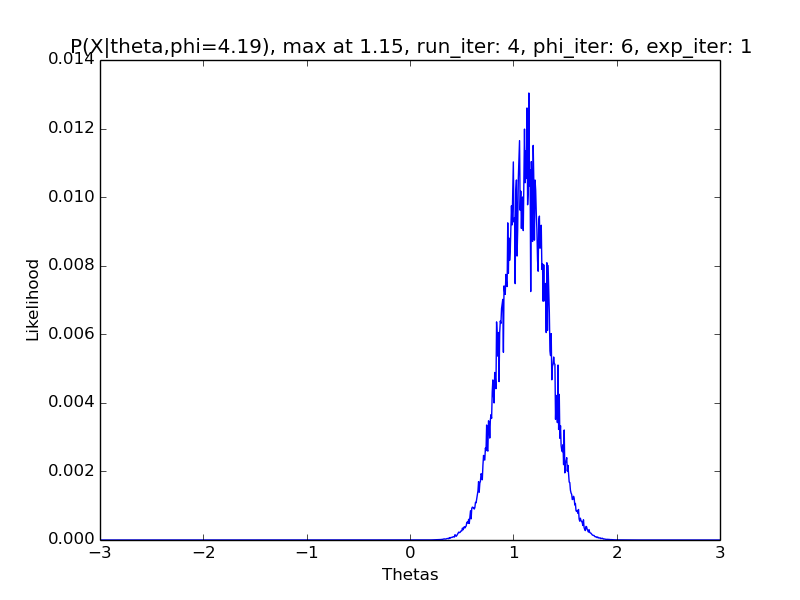 P(X|theta,phi=4.19), max at 1.15, run_iter: 4, phi_iter: 6, exp_iter: 1
0.014
0.012
0.010
0.008
0.006
0.004
0.002
0.000
Likelihood
−3 −2 −1 0 1 2 3
Thetas